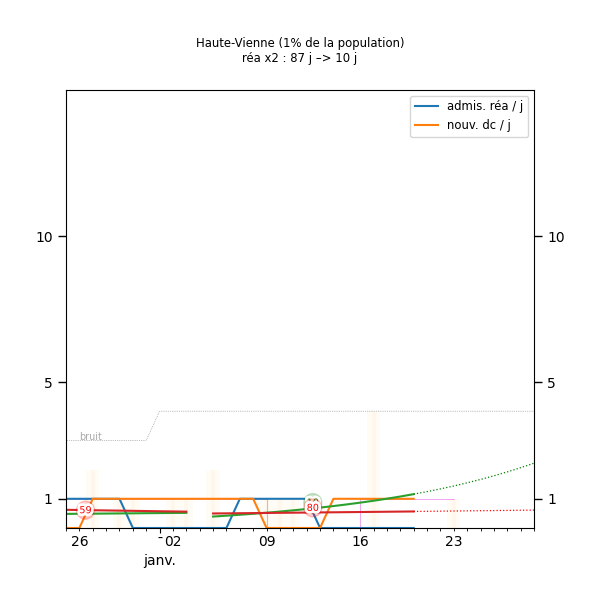 Haute-Vienne (1% de la population)
réa x2 : 87 j –> 10 j
admis. réa / j
nouv. dc / j
10
10
5
5
bruit
1
1
59
80
26
02
09
16
23
janv.